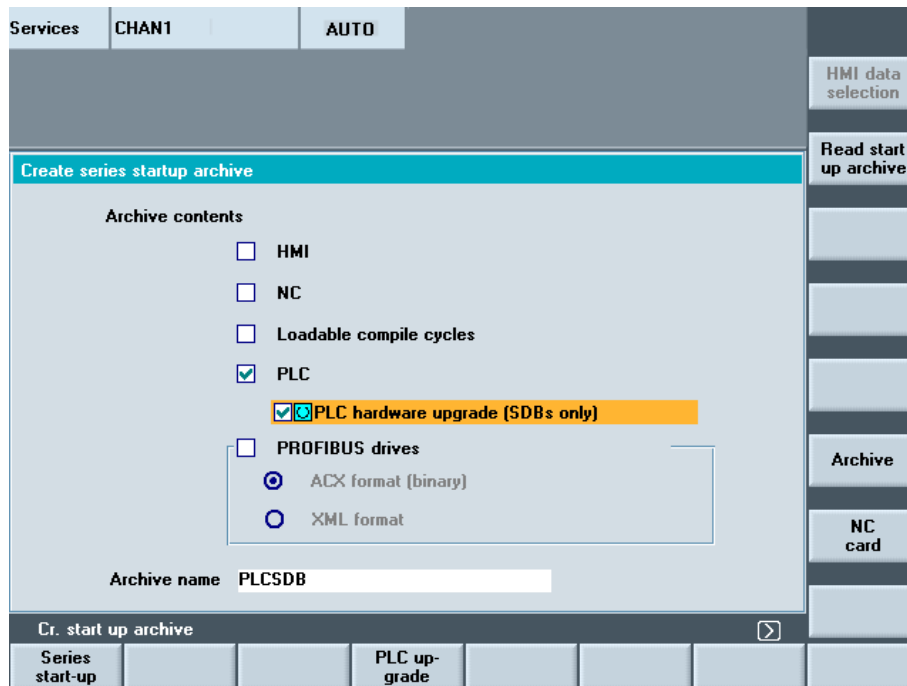 Services CHAN1 AUTO
HMI data
selection
Read start
up archive
Create series startup archive
Archive contents
HMI
NC
Loadable compile cycles
PLC
PLC hardware upgrade (SDBs only)
PROFIBUS drives
ACX format (binary)
XML format
Archive
NC
card
Archive name PLCSDB
Cr. start up archive
Series
start-up
PLC up-
grade